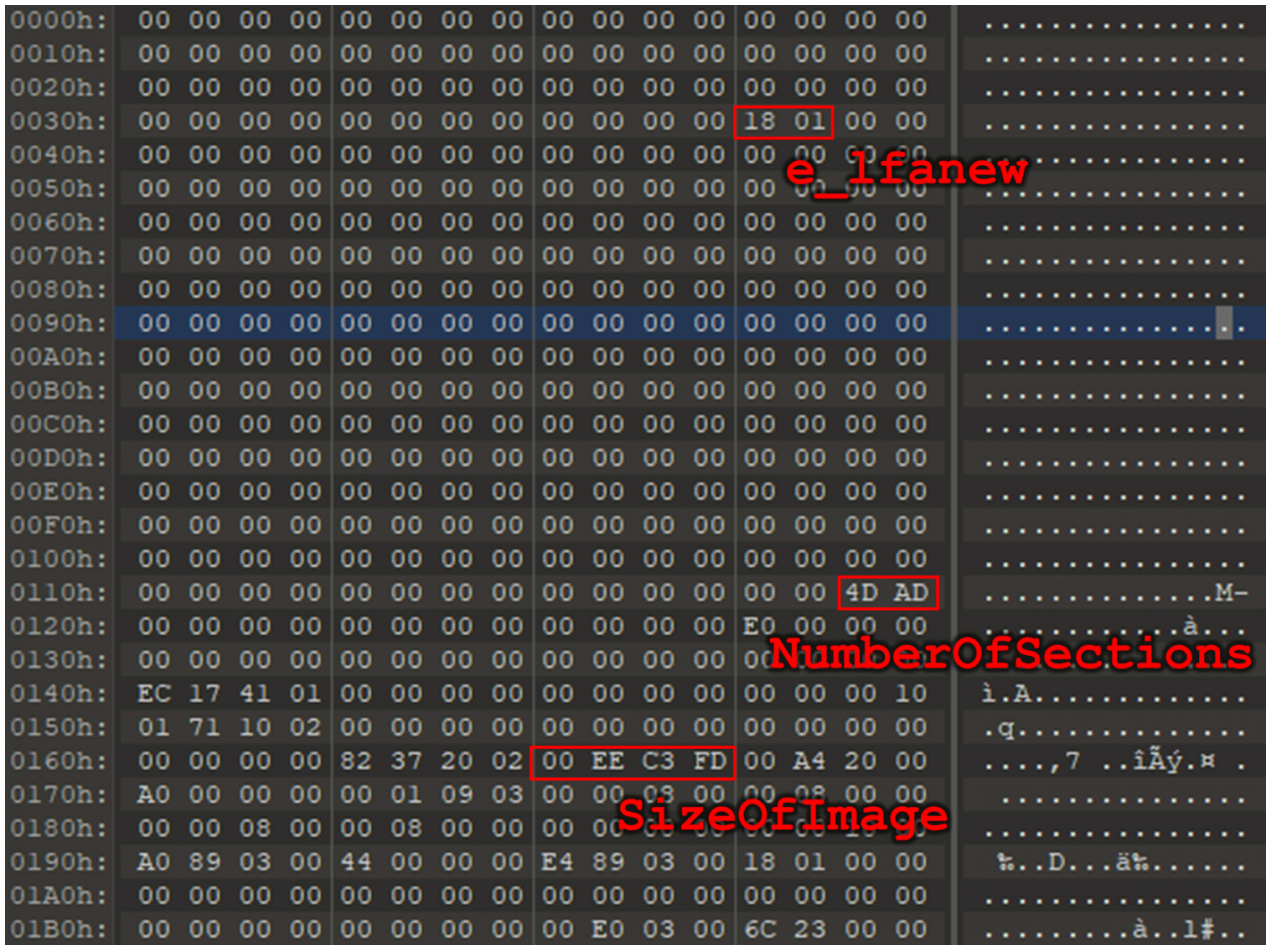 0000h: 00 00 00 00 00 00 00 00 00 00 00 00 00 00 00 00 ................
0010h: 00 00 00 00 00 00 00 00 00 00 00 00 00 00 00 00 ................
0020h: 00 00 00 00 00 00 00 00 00 00 00 00 00 00 00 00 ................
0030h: 00 00 00 00 00 00 00 00 00 00 00 00 18 01 00 00 ................
0040h: 00 00 00 00 00 00 00 00 00 00 00 00 00 00 00 00 ................
e_lfanew
0050h: 00 00 00 00 00 00 00 00 00 00 00 00 00 00 00 00 ................
0060h: 00 00 00 00 00 00 00 00 00 00 00 00 00 00 00 00 ................
0070h: 00 00 00 00 00 00 00 00 00 00 00 00 00 00 00 00 ................
0080h: 00 00 00 00 00 00 00 00 00 00 00 00 00 00 00 00 ................
0090h: 00 00 00 00 00 00 00 00 00 00 00 00 00 00 00 00 ................
00A0h: 00 00 00 00 00 00 00 00 00 00 00 00 00 00 00 00 ................
00B0h: 00 00 00 00 00 00 00 00 00 00 00 00 00 00 00 00 ................
00C0h: 00 00 00 00 00 00 00 00 00 00 00 00 00 00 00 00 ................
00D0h: 00 00 00 00 00 00 00 00 00 00 00 00 00 00 00 00 ................
00E0h: 00 00 00 00 00 00 00 00 00 00 00 00 00 00 00 00 ................
00F0h: 00 00 00 00 00 00 00 00 00 00 00 00 00 00 00 00 ................
0100h: 00 00 00 00 00 00 00 00 00 00 00 00 00 00 00 00 ................
0110h: 00 00 00 00 00 00 00 00 00 00 00 00 00 00 4D AD ..............M-
0120h: 00 00 00 00 00 00 00 00 00 00 00 00 E0 00 00 00 ............à...
NumberOfSections
0130h: 00 00 00 00 00 00 00 00 00 00 00 00
0140h: EC 17 41 01 00 00 00 00 00 00 00 00 00 00 00 10 ì.A.............
0150h: 01 71 10 02 00 00 00 00 00 00 00 00 00 00 00 00 .q..............
0160h: 00 00 00 00 82 37 20 02 00 EE C3 FD 00 A4 20 00 ....‚7 ..îÃý.¤ .
0170h: A0 00 00 00 00 01 09 03 00 00 08 00 00 08 00 00 ...............
SizeOfImage
0180h: 00 00 08 00 00 08 00 00 00 00 ................
0190h: A0 89 03 00 44 00 00 00 E4 89 03 00 18 01 00 00 ‰..D...ä‰......
01A0h: 00 00 00 00 00 00 00 00 00 00 00 00 00 00 00 00 ................
01B0h: 00 00 00 00 00 00 00 00 00 E0 03 00 6C 23 00 00 .........à..l#..